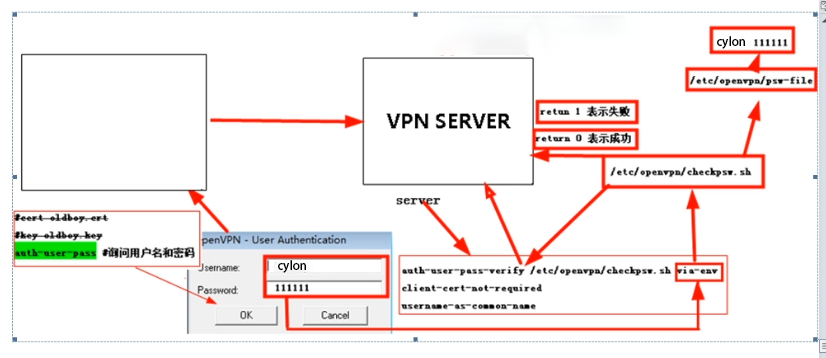 cylon 111111
/etc/openvpn/psw-file
VPN SERVER
retun 1 表示失败
return 0 表示成功
/etc/openvpn/checkpsw.sh
server
#cert oldboy.crt
#key oldboy.key
auth-user-pass #询问用户名和密码
penVPN - User Authentication
Username:
cylon
Password:
111111
OK
Cancel
auth-user-pass-verify /etc/openvpn/checkpsw.sh via-env
client-cert-not-required
username-as-common-name